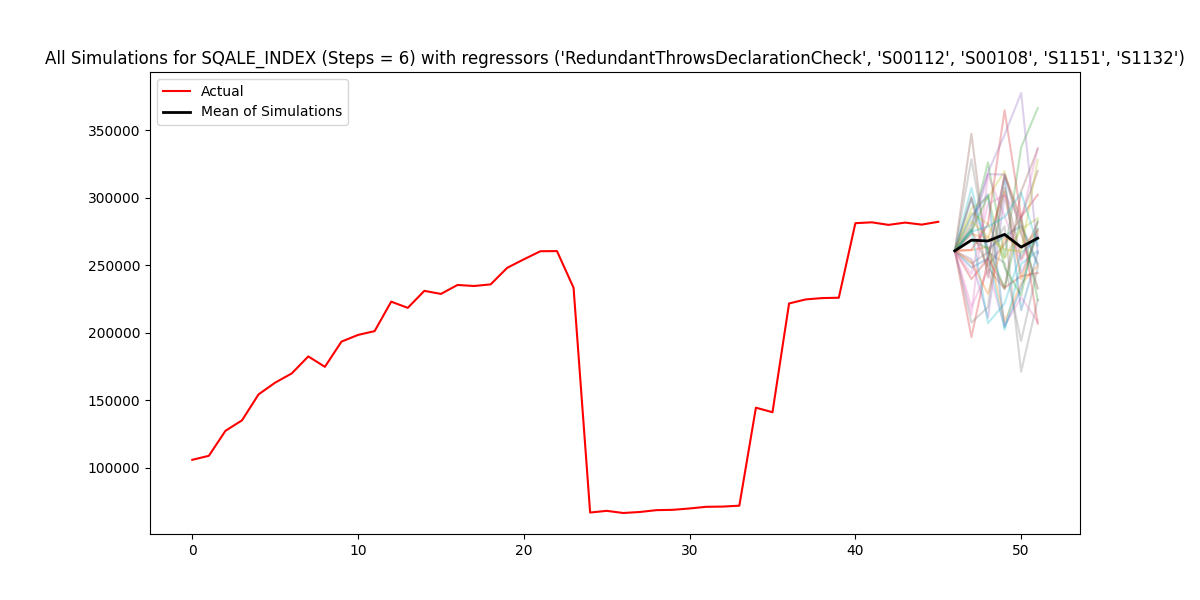 All Simulations for SQALE_INDEX (Steps = 6) with regressors ('RedundantThrowsDeclarationCheck', 'S00112', 'S00108', 'S1151', 'S1132')
Actual
Mean of Simulations
350000
300000
250000
200000
150000
100000
0 10 20 30 40 50